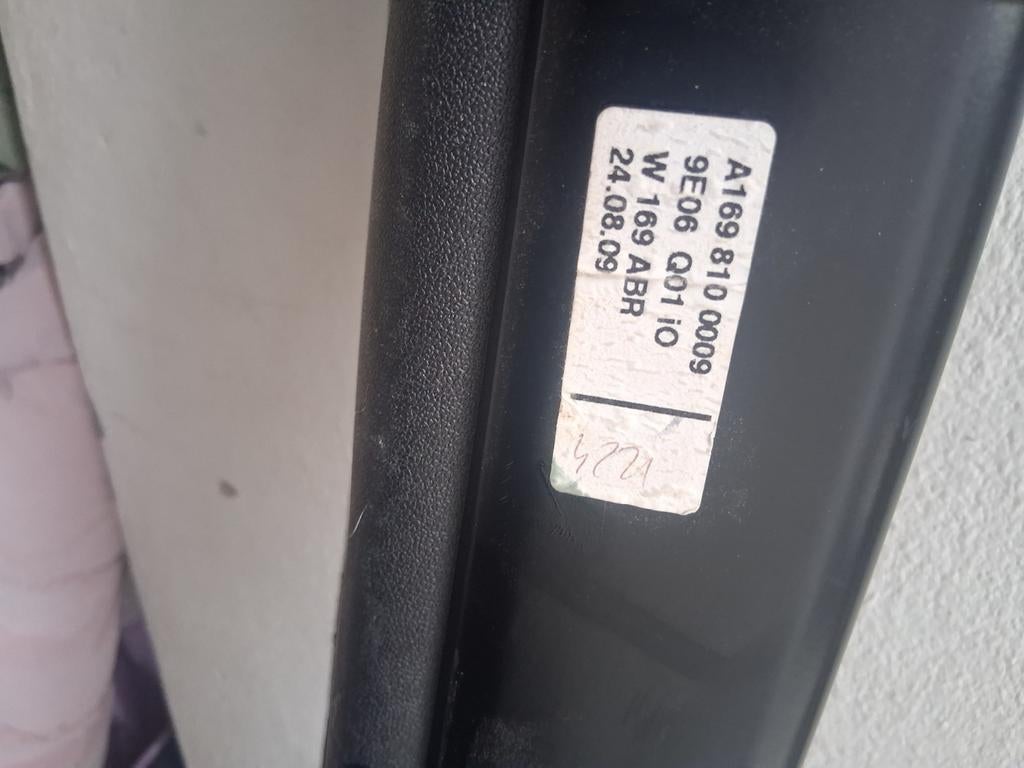 A169 810 0009
9E06 Q01 iO
W 169 ABR
24.08.09
4221